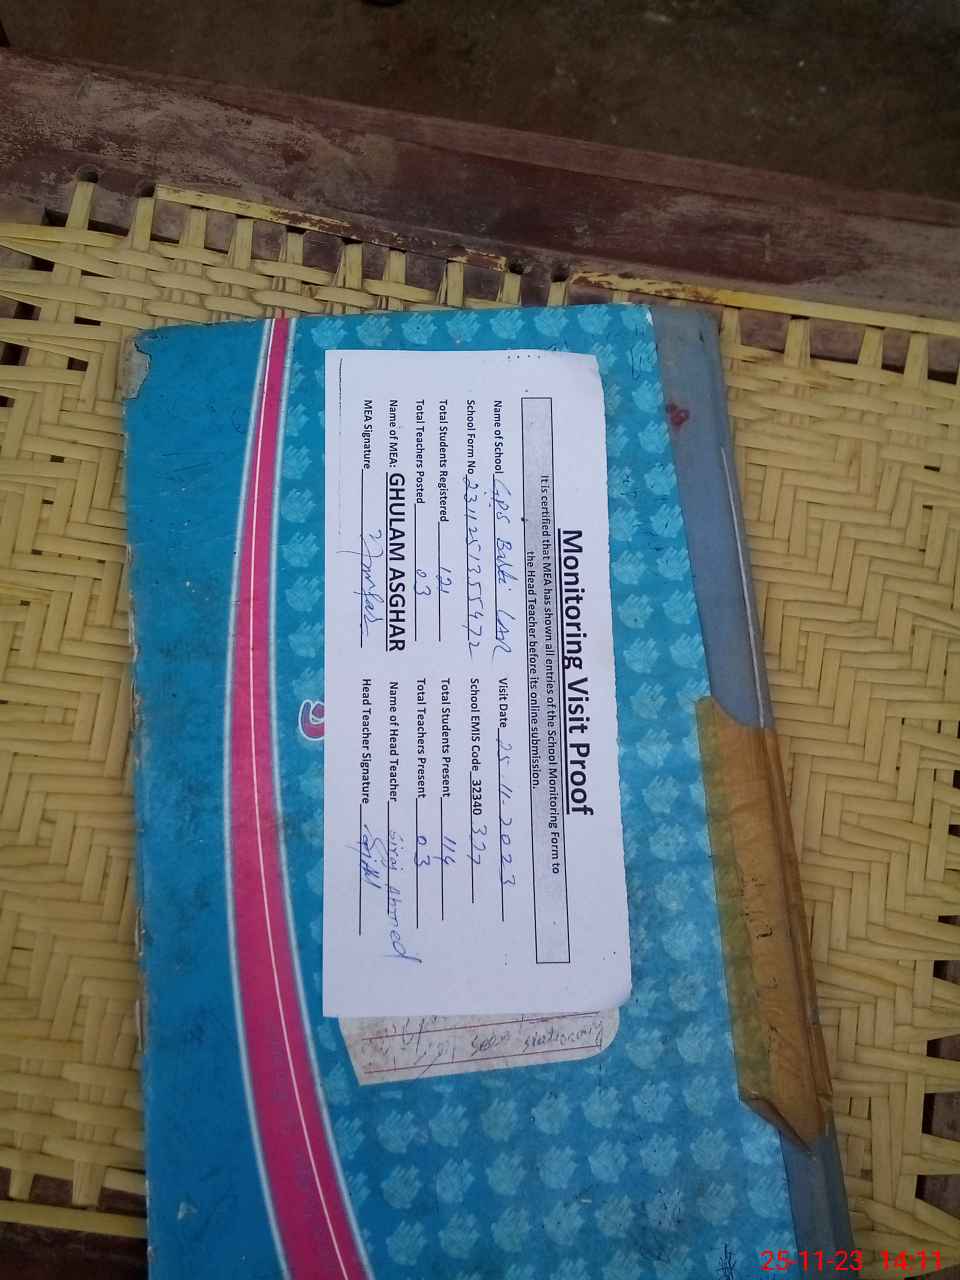 Monitoring Visit Proof
It is certified that MEA has shown all entries of the School Monitoring Form to
the Head Teacher before its online submission.
Name of School GPS Basti LAR Visit Date 25-11-2023
School Form No 23112513555472 School EMIS Code 32340 377
Total Students Registered 121 Total Students Present 114
Total Teachers Posted 03 Total Teachers Present 03
Name of MEA: GHULAM ASGHAR Name of Head Teacher Siraj Ahmed
MEA Signature Head Teacher Signature
25-11-23 14:11